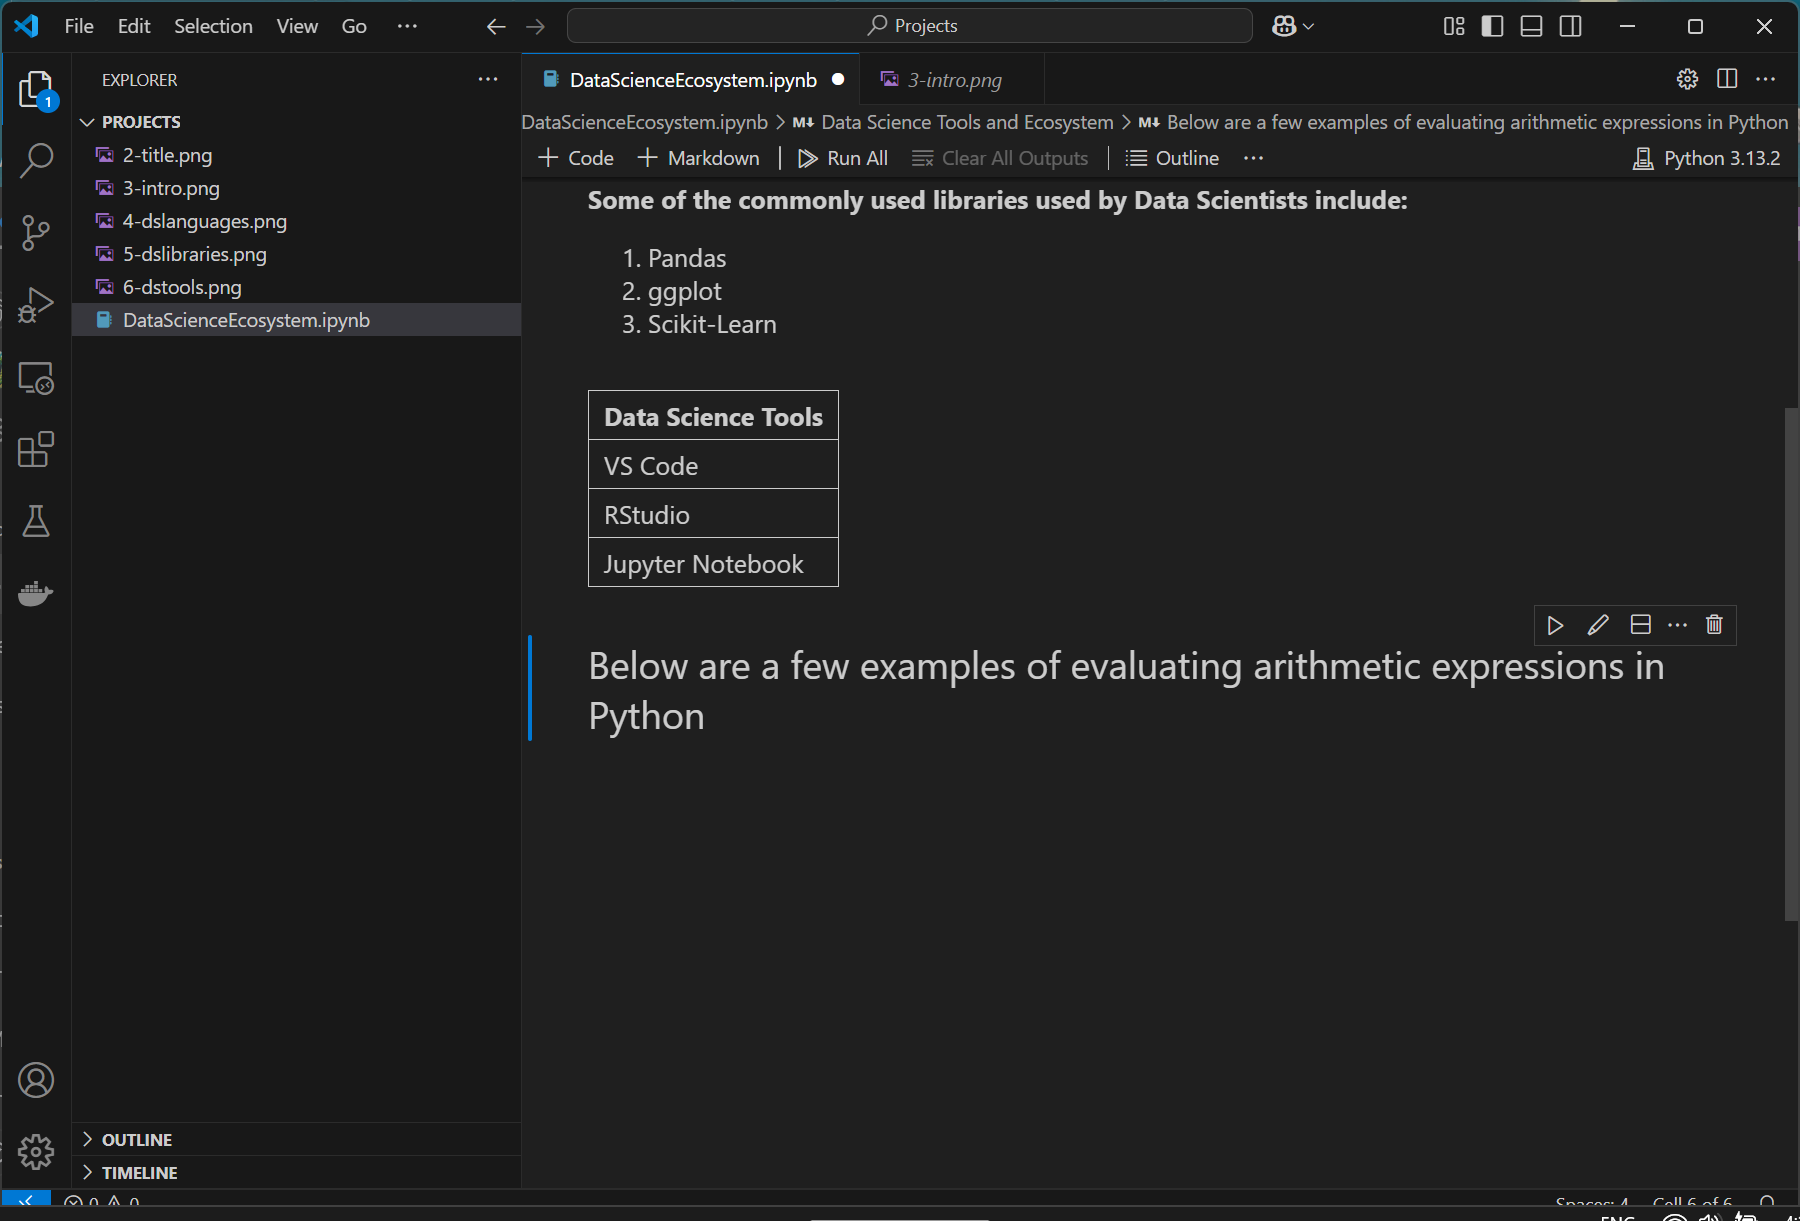 File Edit Selection View Go ··· Projects
EXPLORER ···
1
PROJECTS
2-title.png
3-intro.png
4-dslanguages.png
5-dslibraries.png
6-dstools.png
DataScienceEcosystem.ipynb
OUTLINE
TIMELINE
DataScienceEcosystem.ipynb 3-intro.png
DataScienceEcosystem.ipynb > M↓ Data Science Tools and Ecosystem > M↓ Below are a few examples of evaluating arithmetic expressions in Python
+ Code + Markdown | Run All Clear All Outputs | Outline ··· Python 3.13.2
Some of the commonly used libraries used by Data Scientists include:
1. Pandas
2. ggplot
3. Scikit-Learn
Data Science Tools
VS Code
RStudio
Jupyter Notebook
Below are a few examples of evaluating arithmetic expressions in
Python
0 0 Spaces: 4 Cell 6 of 6
ENG